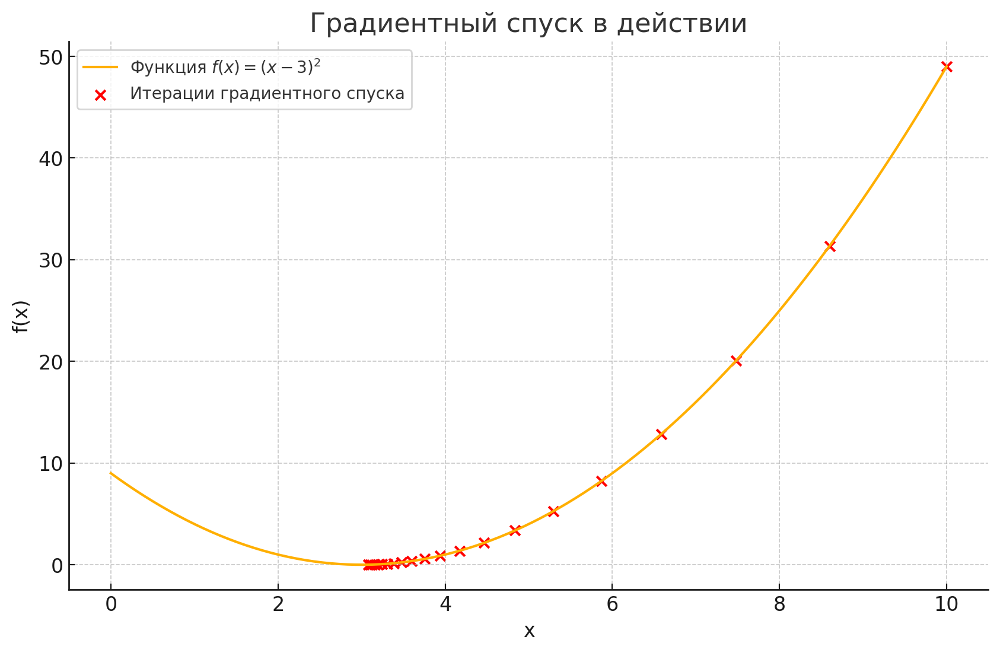 Градиентный спуск в действии
Функция f(x) = (x − 3)²
Итерации градиентного спуска
50
40
30
20
10
0
f(x)
0 2 4 6 8 10
x